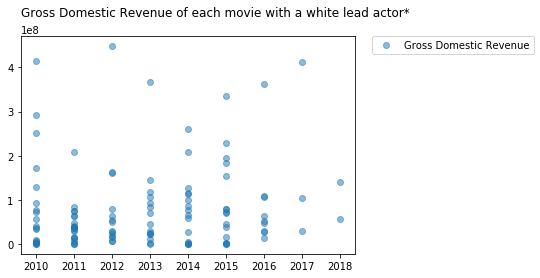 Gross Domestic Revenue of each movie with a white lead actor*
1e8
Gross Domestic Revenue
4
3
2
1
0
2010 2011 2012 2013 2014 2015 2016 2017 2018